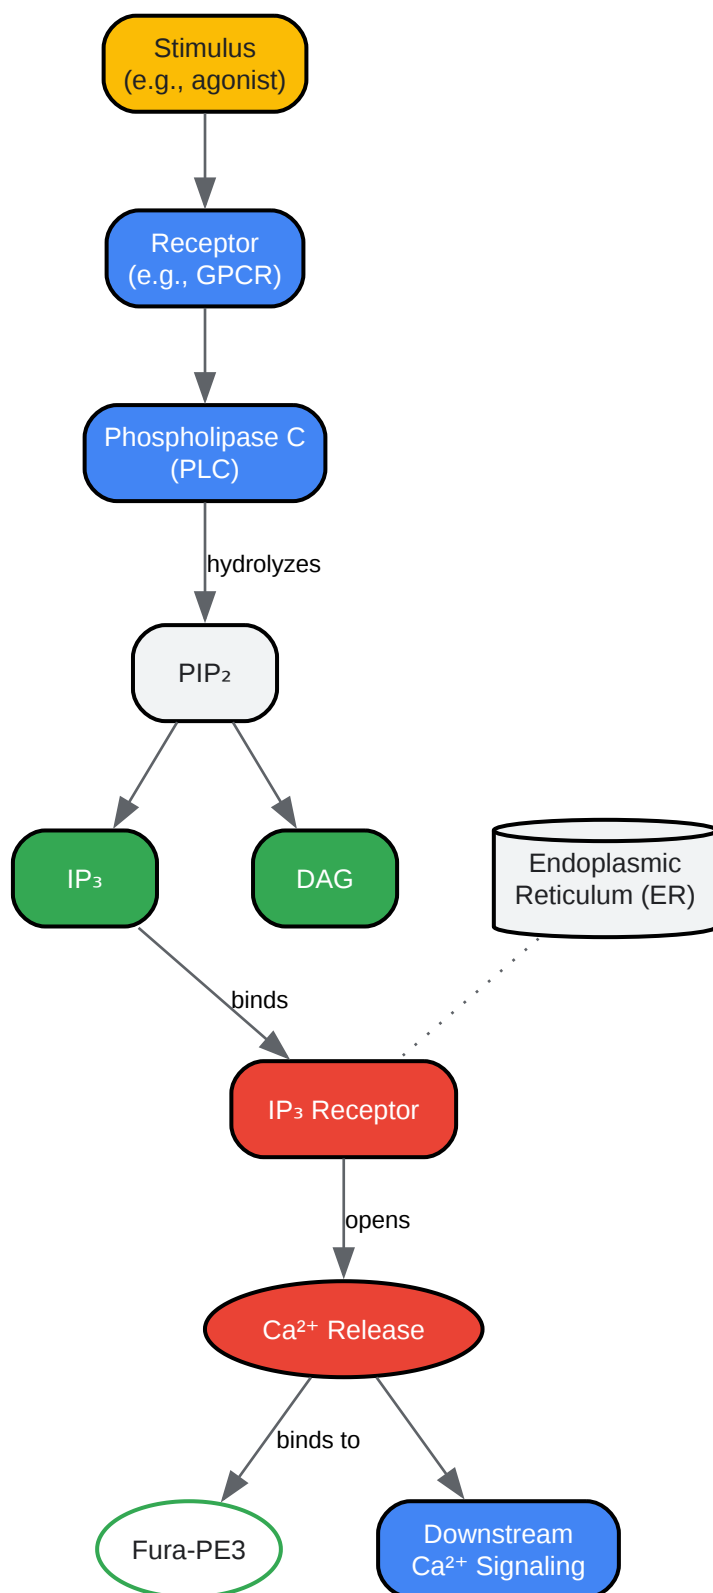 Stimulus
(e.g., agonist)
Receptor
(e.g., GPCR)
Phospholipase C
(PLC)
hydrolyzes
PIP₂
IP₃
DAG
Endoplasmic
Reticulum (ER)
binds
IP₃ Receptor
opens
Ca²⁺ Release
binds to
Fura-PE3
Downstream
Ca²⁺ Signaling